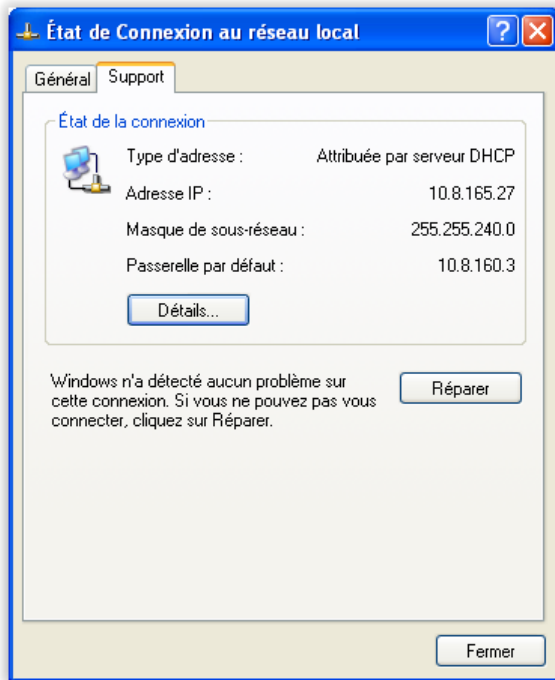 État de Connexion au réseau local
Général Support
État de la connexion
Type d'adresse : Attribuée par serveur DHCP
Adresse IP : 10.8.165.27
Masque de sous-réseau : 255.255.240.0
Passerelle par défaut : 10.8.160.3
Détails...
Windows n'a détecté aucun problème sur
cette connexion. Si vous ne pouvez pas vous
connecter, cliquez sur Réparer.
Réparer
Fermer